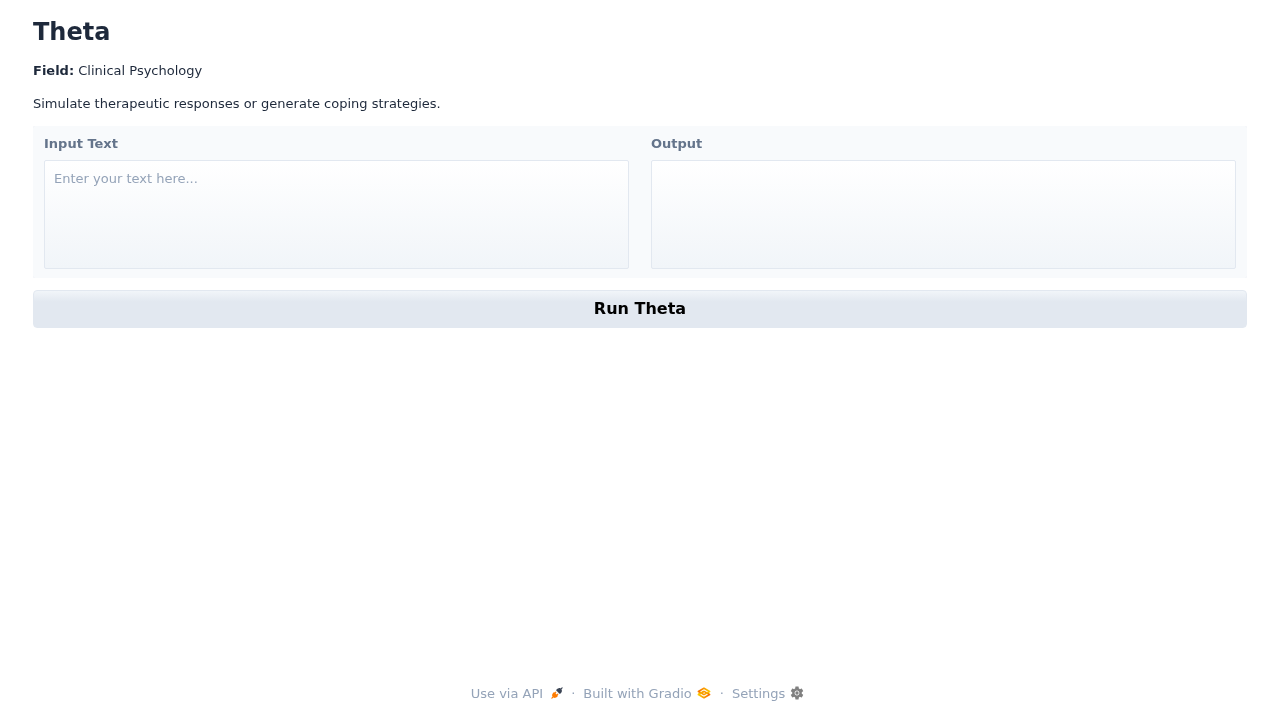 Theta
Field: Clinical Psychology
Simulate therapeutic responses or generate coping strategies.
Input Text
Enter your text here...
Output
Run Theta
Use via API · Built with Gradio · Settings